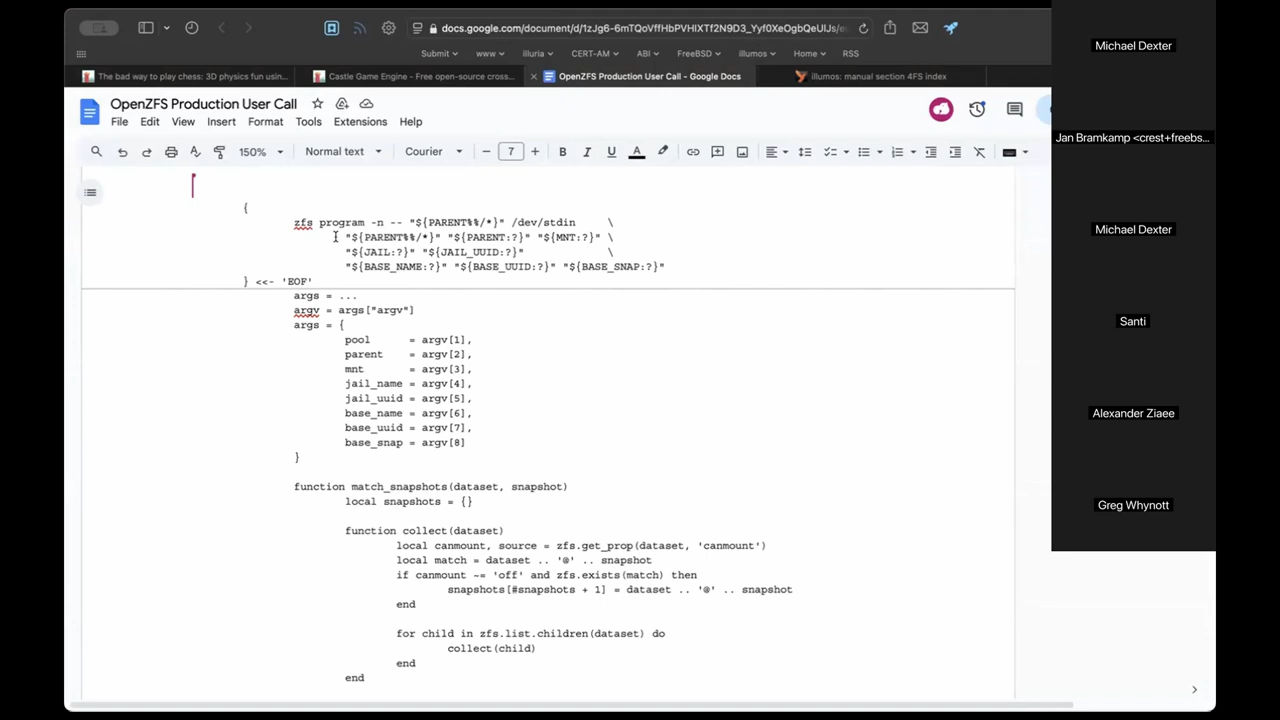 docs.google.com/document/d/1zJg6-6mTQoVffHbPVHIXTf2N9D3_Yyf0XeOgbQeUIJs/e
Submit www illuria CERT-AM ABI FreeBSD illumos Home RSS
The bad way to play chess: 3D physics fun usin...
Castle Game Engine - Free open-source cross...
OpenZFS Production User Call - Google Docs
illumos: manual section 4FS index
OpenZFS Production User Call
File Edit View Insert Format Tools Extensions Help
150% Normal text Courier 7 B I U A
{
zfs program -n -- "${PARENT%%/*}" /dev/stdin \
"${PARENT%%/*}" "${PARENT:?}" "${MNT:?}" \
"${JAIL:?}" "${JAIL_UUID:?}" \
"${BASE_NAME:?}" "${BASE_UUID:?}" "${BASE_SNAP:?}"
} <<- 'EOF'
args = ...
argv = args["argv"]
args = {
pool = argv[1],
parent = argv[2],
mnt = argv[3],
jail_name = argv[4],
jail_uuid = argv[5],
base_name = argv[6],
base_uuid = argv[7],
base_snap = argv[8]
}
function match_snapshots(dataset, snapshot)
local snapshots = {}
function collect(dataset)
local canmount, source = zfs.get_prop(dataset, 'canmount')
local match = dataset .. '@' .. snapshot
if canmount ~= 'off' and zfs.exists(match) then
snapshots[#snapshots + 1] = dataset .. '@' .. snapshot
end
for child in zfs.list.children(dataset) do
collect(child)
end
end
Michael Dexter
Jan Bramkamp <crest+freebs...
Michael Dexter
Santi
Alexander Ziaee
Greg Whynott